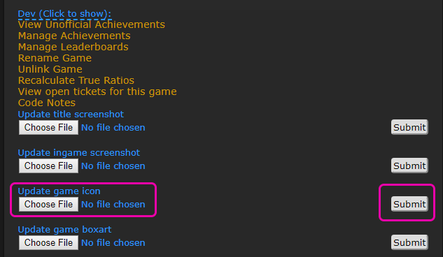 Dev (Click to show):
View Unofficial Achievements
Manage Achievements
Manage Leaderboards
Rename Game
Unlink Game
Recalculate True Ratios
View open tickets for this game
Code Notes
Update title screenshot
Choose File No file chosen Submit
Update ingame screenshot
Choose File No file chosen Submit
Update game icon
Choose File No file chosen Submit
Update game boxart
Choose File No file chosen Submit